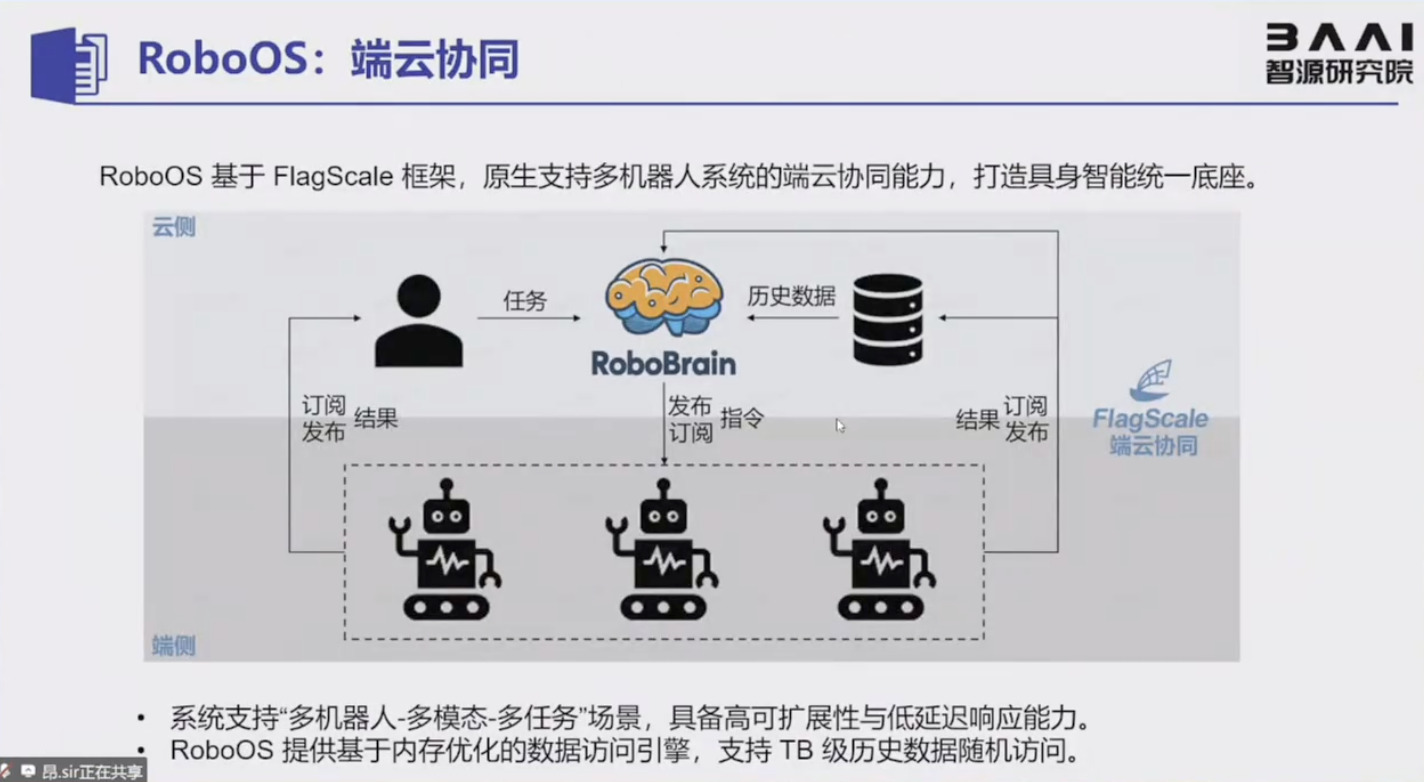 RoboOS：端云协同
BAAI
智源研究院
RoboOS 基于 FlagScale 框架，原生支持多机器人系统的端云协同能力，打造具身智能统一底座。
云侧
任务
历史数据
RoboBrain
订阅
发布
结果
发布
订阅
指令
结果
订阅
发布
FlagScale
端云协同
端侧
• 系统支持“多机器人-多模态-多任务”场景，具备高可扩展性与低延迟响应能力。
• RoboOS 提供基于内存优化的数据访问引擎，支持 TB 级历史数据随机访问。
昂.sir正在共享